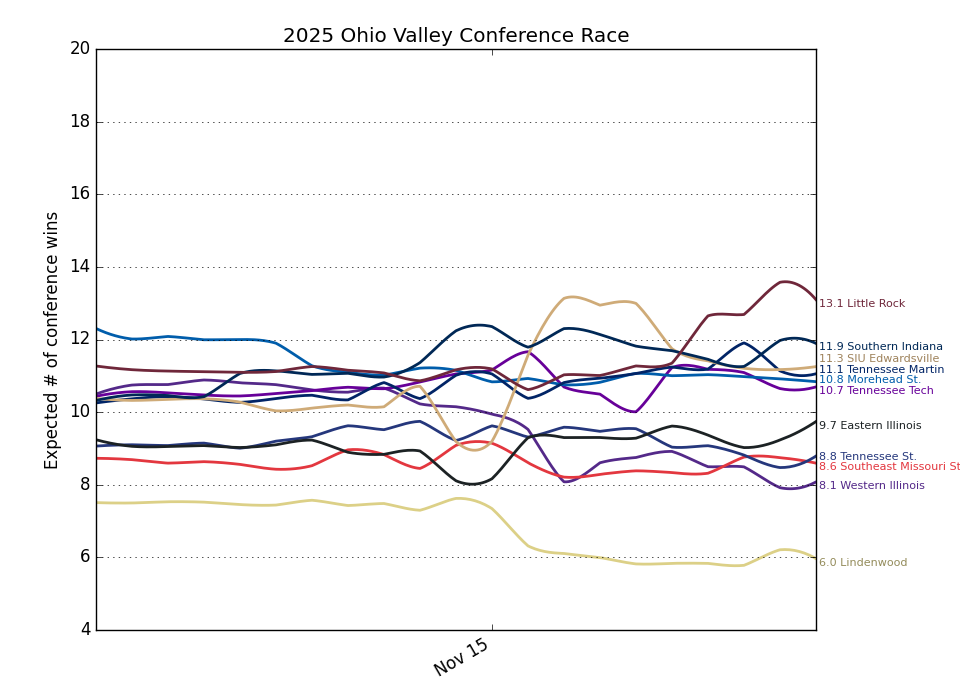 2025 Ohio Valley Conference Race
Expected # of conference wins
20
18
16
14
12
10
8
6
4
Nov 15
13.1 Little Rock
11.9 Southern Indiana
11.3 SIU Edwardsville
11.1 Tennessee Martin
10.8 Morehead St.
10.7 Tennessee Tech
9.7 Eastern Illinois
8.8 Tennessee St.
8.6 Southeast Missouri St
8.1 Western Illinois
6.0 Lindenwood